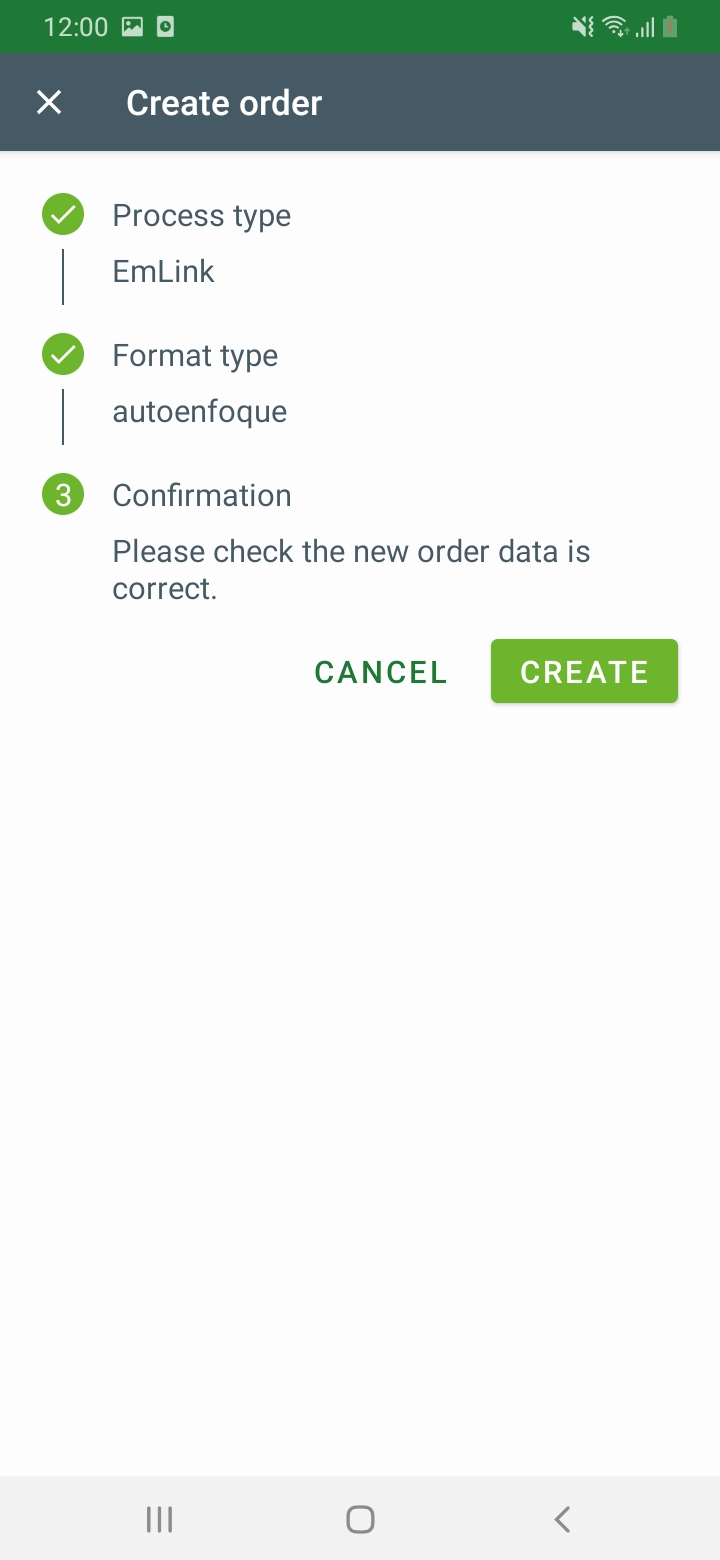 12:00
Create order
Process type
EmLink
Format type
autoenfoque
3 Confirmation
Please check the new order data is
correct.
CANCEL CREATE